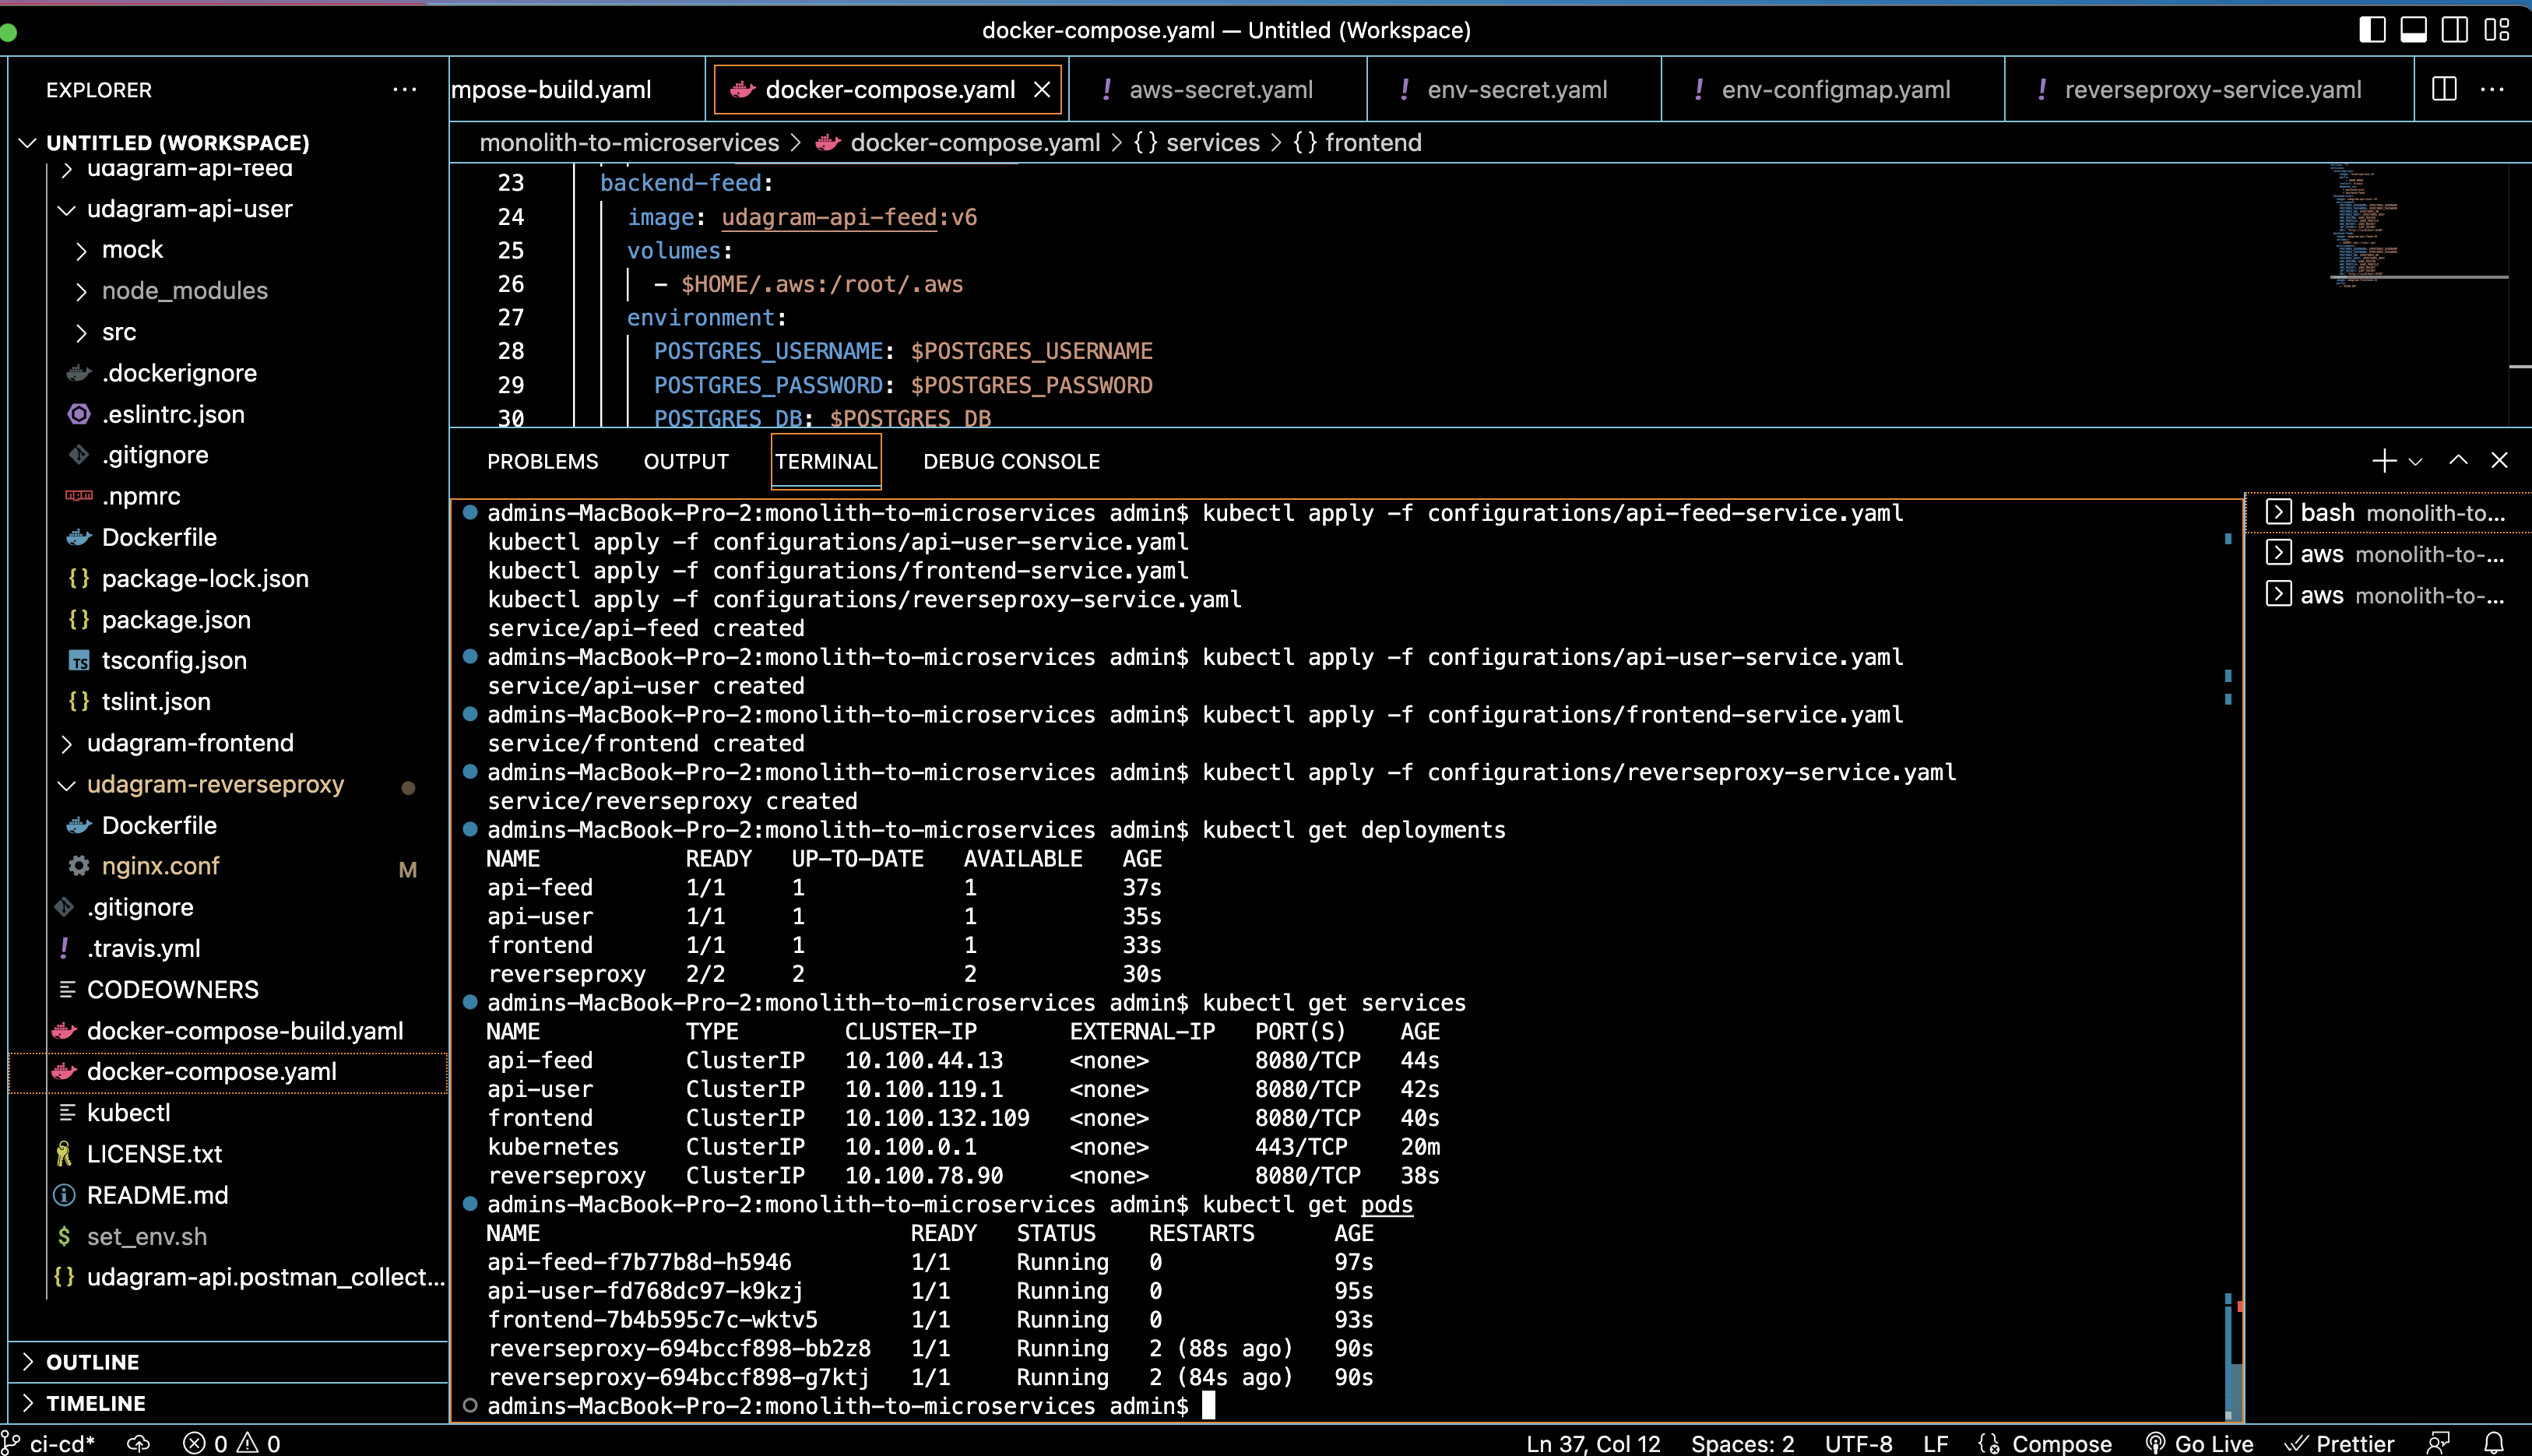 docker-compose.yaml — Untitled (Workspace)
EXPLORER
mpose-build.yaml
docker-compose.yaml
! aws-secret.yaml
! env-secret.yaml
! env-configmap.yaml
! reverseproxy-service.yaml
UNTITLED (WORKSPACE)
monolith-to-microservices > docker-compose.yaml > {} services > {} frontend
udagram-api-feed
udagram-api-user
mock
node_modules
src
.dockerignore
.eslintrc.json
.gitignore
.npmrc
Dockerfile
{} package-lock.json
{} package.json
TS tsconfig.json
{} tslint.json
udagram-frontend
udagram-reverseproxy
Dockerfile
nginx.conf M
.gitignore
! .travis.yml
CODEOWNERS
docker-compose-build.yaml
docker-compose.yaml
kubectl
LICENSE.txt
README.md
$ set_env.sh
{} udagram-api.postman_collect...
OUTLINE
TIMELINE
23 backend-feed:
24 image: udagram-api-feed:v6
25 volumes:
26 - $HOME/.aws:/root/.aws
27 environment:
28 POSTGRES_USERNAME: $POSTGRES_USERNAME
29 POSTGRES_PASSWORD: $POSTGRES_PASSWORD
30 POSTGRES_DB: $POSTGRES_DB
PROBLEMS OUTPUT TERMINAL DEBUG CONSOLE
admins-MacBook-Pro-2:monolith-to-microservices admin$ kubectl apply -f configurations/api-feed-service.yaml
kubectl apply -f configurations/api-user-service.yaml
kubectl apply -f configurations/frontend-service.yaml
kubectl apply -f configurations/reverseproxy-service.yaml
service/api-feed created
admins-MacBook-Pro-2:monolith-to-microservices admin$ kubectl apply -f configurations/api-user-service.yaml
service/api-user created
admins-MacBook-Pro-2:monolith-to-microservices admin$ kubectl apply -f configurations/frontend-service.yaml
service/frontend created
admins-MacBook-Pro-2:monolith-to-microservices admin$ kubectl apply -f configurations/reverseproxy-service.yaml
service/reverseproxy created
admins-MacBook-Pro-2:monolith-to-microservices admin$ kubectl get deployments
NAME READY UP-TO-DATE AVAILABLE AGE
api-feed 1/1 1 1 37s
api-user 1/1 1 1 35s
frontend 1/1 1 1 33s
reverseproxy 2/2 2 2 30s
admins-MacBook-Pro-2:monolith-to-microservices admin$ kubectl get services
NAME TYPE CLUSTER-IP EXTERNAL-IP PORT(S) AGE
api-feed ClusterIP 10.100.44.13 <none> 8080/TCP 44s
api-user ClusterIP 10.100.119.1 <none> 8080/TCP 42s
frontend ClusterIP 10.100.132.109 <none> 8080/TCP 40s
kubernetes ClusterIP 10.100.0.1 <none> 443/TCP 20m
reverseproxy ClusterIP 10.100.78.90 <none> 8080/TCP 38s
admins-MacBook-Pro-2:monolith-to-microservices admin$ kubectl get pods
NAME READY STATUS RESTARTS AGE
api-feed-f7b77b8d-h5946 1/1 Running 0 97s
api-user-fd768dc97-k9kzj 1/1 Running 0 95s
frontend-7b4b595c7c-wktv5 1/1 Running 0 93s
reverseproxy-694bccf898-bb2z8 1/1 Running 2 (88s ago) 90s
reverseproxy-694bccf898-g7ktj 1/1 Running 2 (84s ago) 90s
admins-MacBook-Pro-2:monolith-to-microservices admin$
bash monolith-to...
aws monolith-to-...
aws monolith-to-...
ci-cd* 0 0 Ln 37, Col 12 Spaces: 2 UTF-8 LF Compose Go Live Prettier